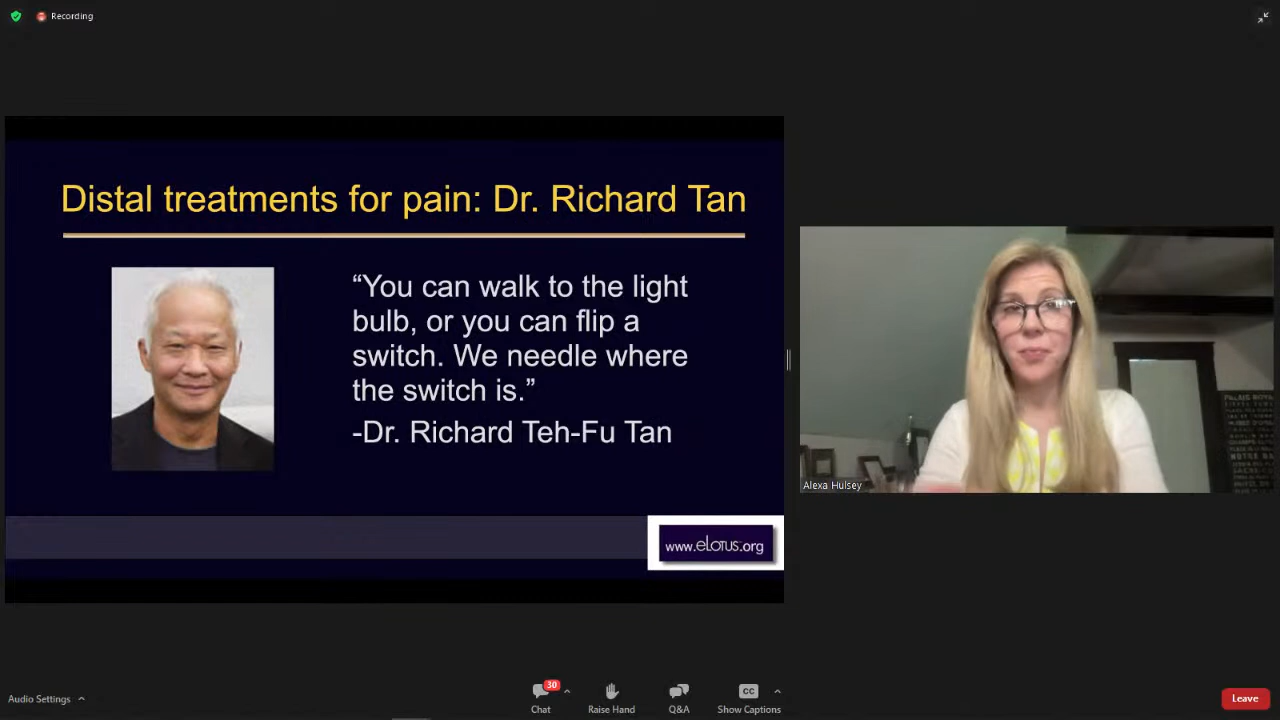 Recording
Distal treatments for pain: Dr. Richard Tan
“You can walk to the light
bulb, or you can flip a
switch. We needle where
the switch is.”
-Dr. Richard Teh-Fu Tan
www.eLotus.org
Alexa Hulsey
Audio Settings
30
Chat
Raise Hand
Q&A
CC
Show Captions
Leave